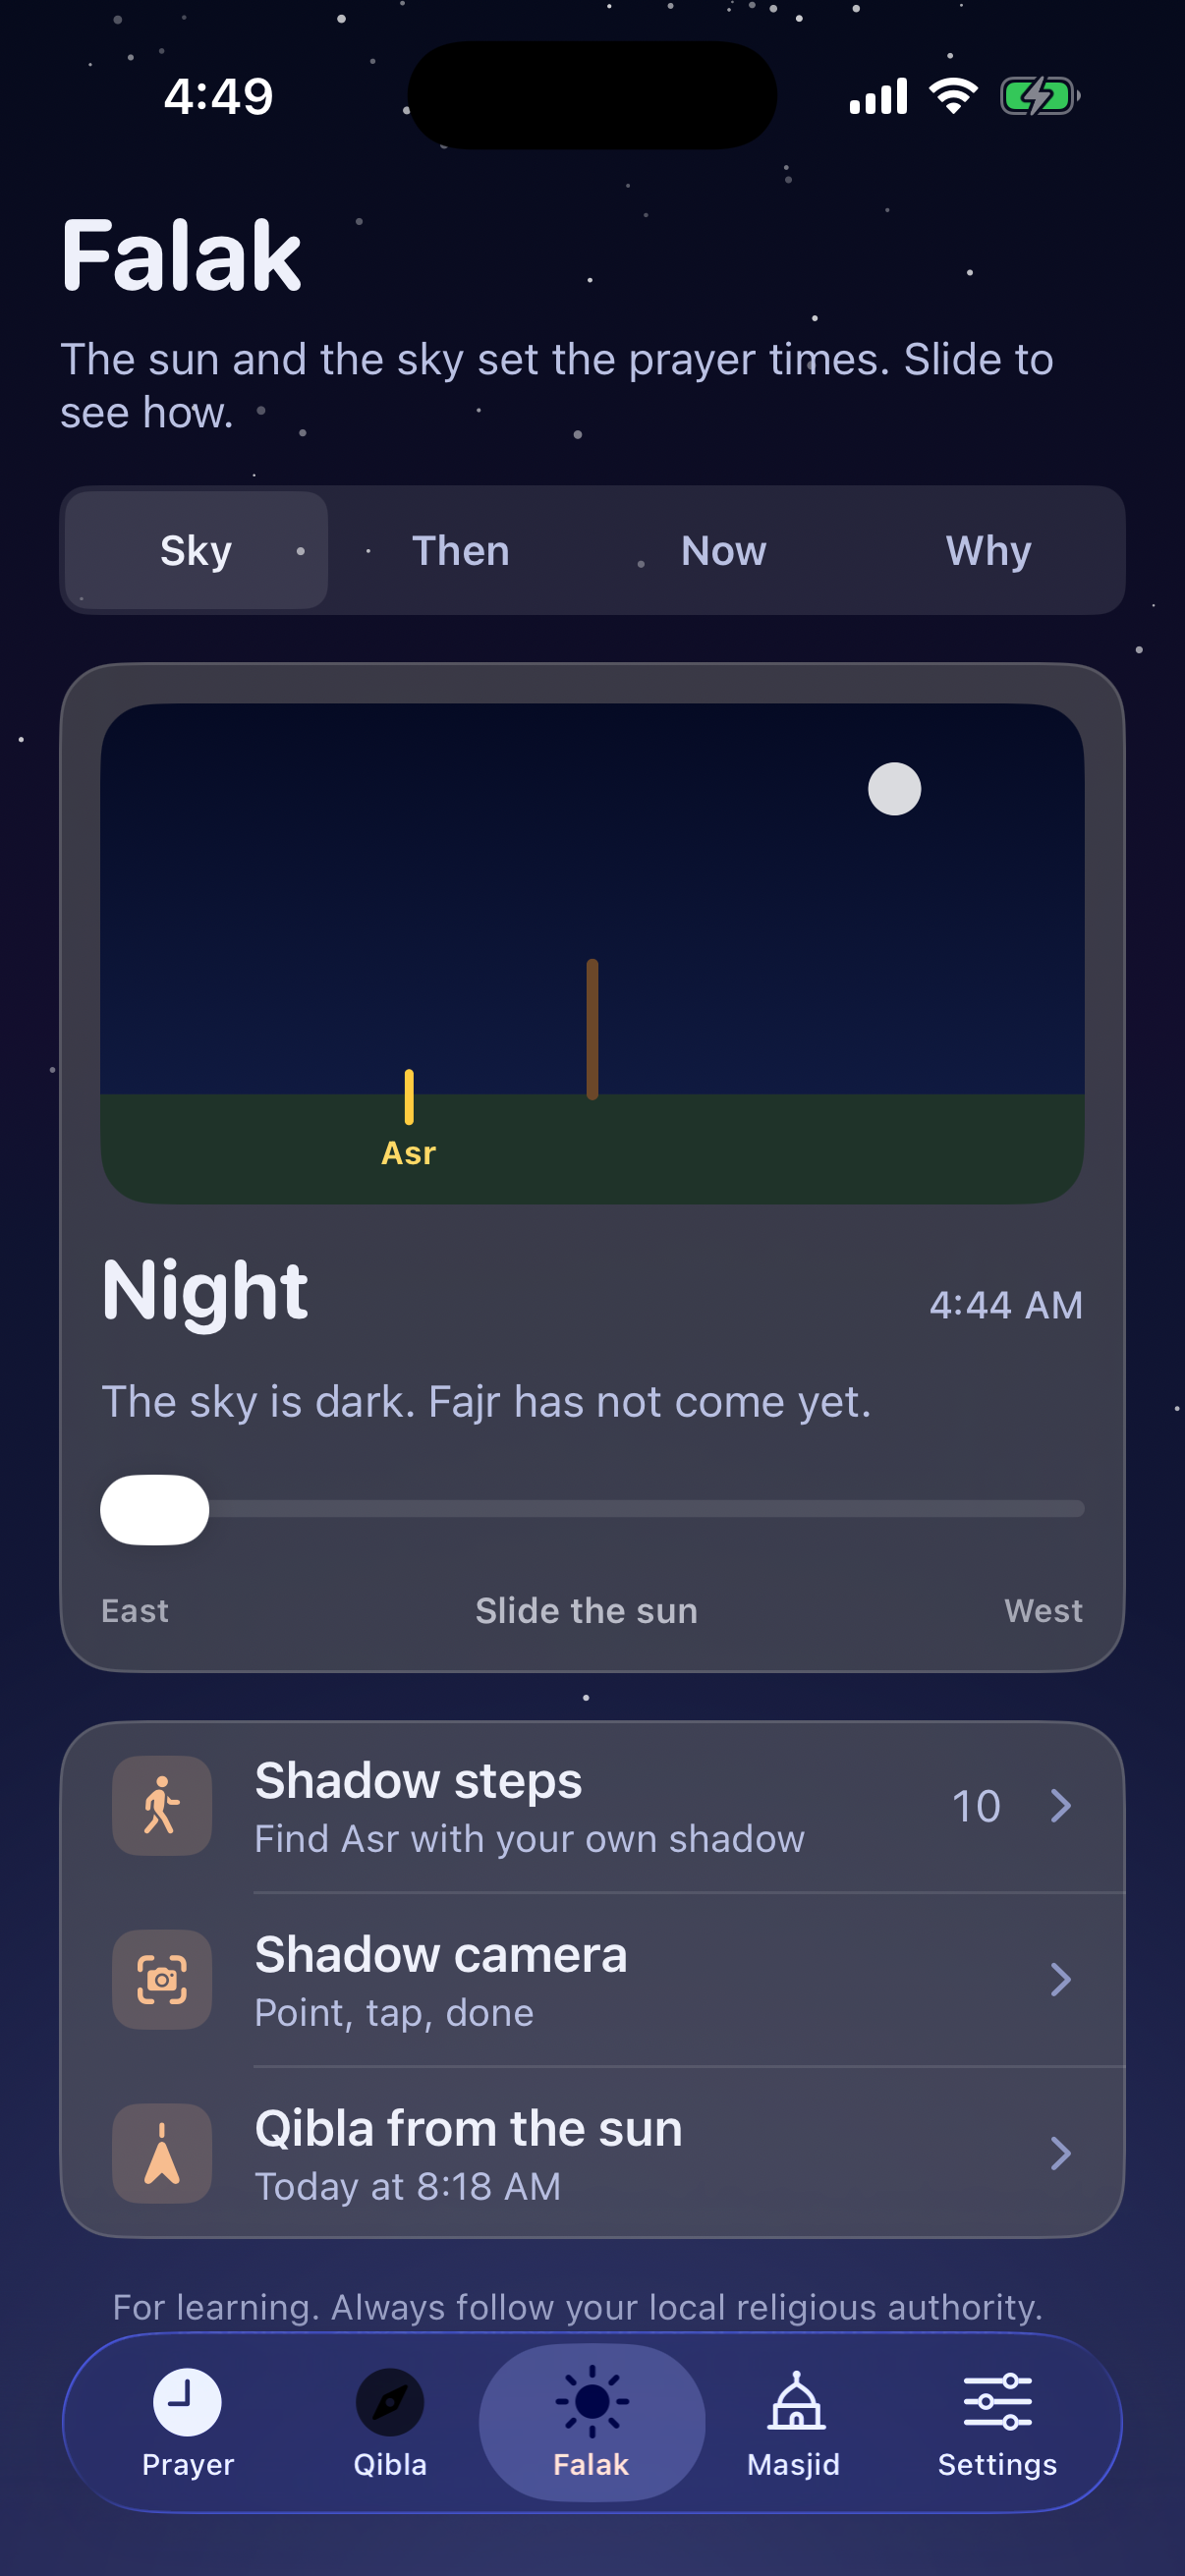 4:49
Falak
The sun and the sky set the prayer times. Slide to
see how.
Sky
Then
Now
Why
Asr
Night
4:44 AM
The sky is dark. Fajr has not come yet.
East
Slide the sun
West
Shadow steps
Find Asr with your own shadow
10
Shadow camera
Point, tap, done
Qibla from the sun
Today at 8:18 AM
For learning. Always follow your local religious authority.
Prayer
Qibla
Falak
Masjid
Settings